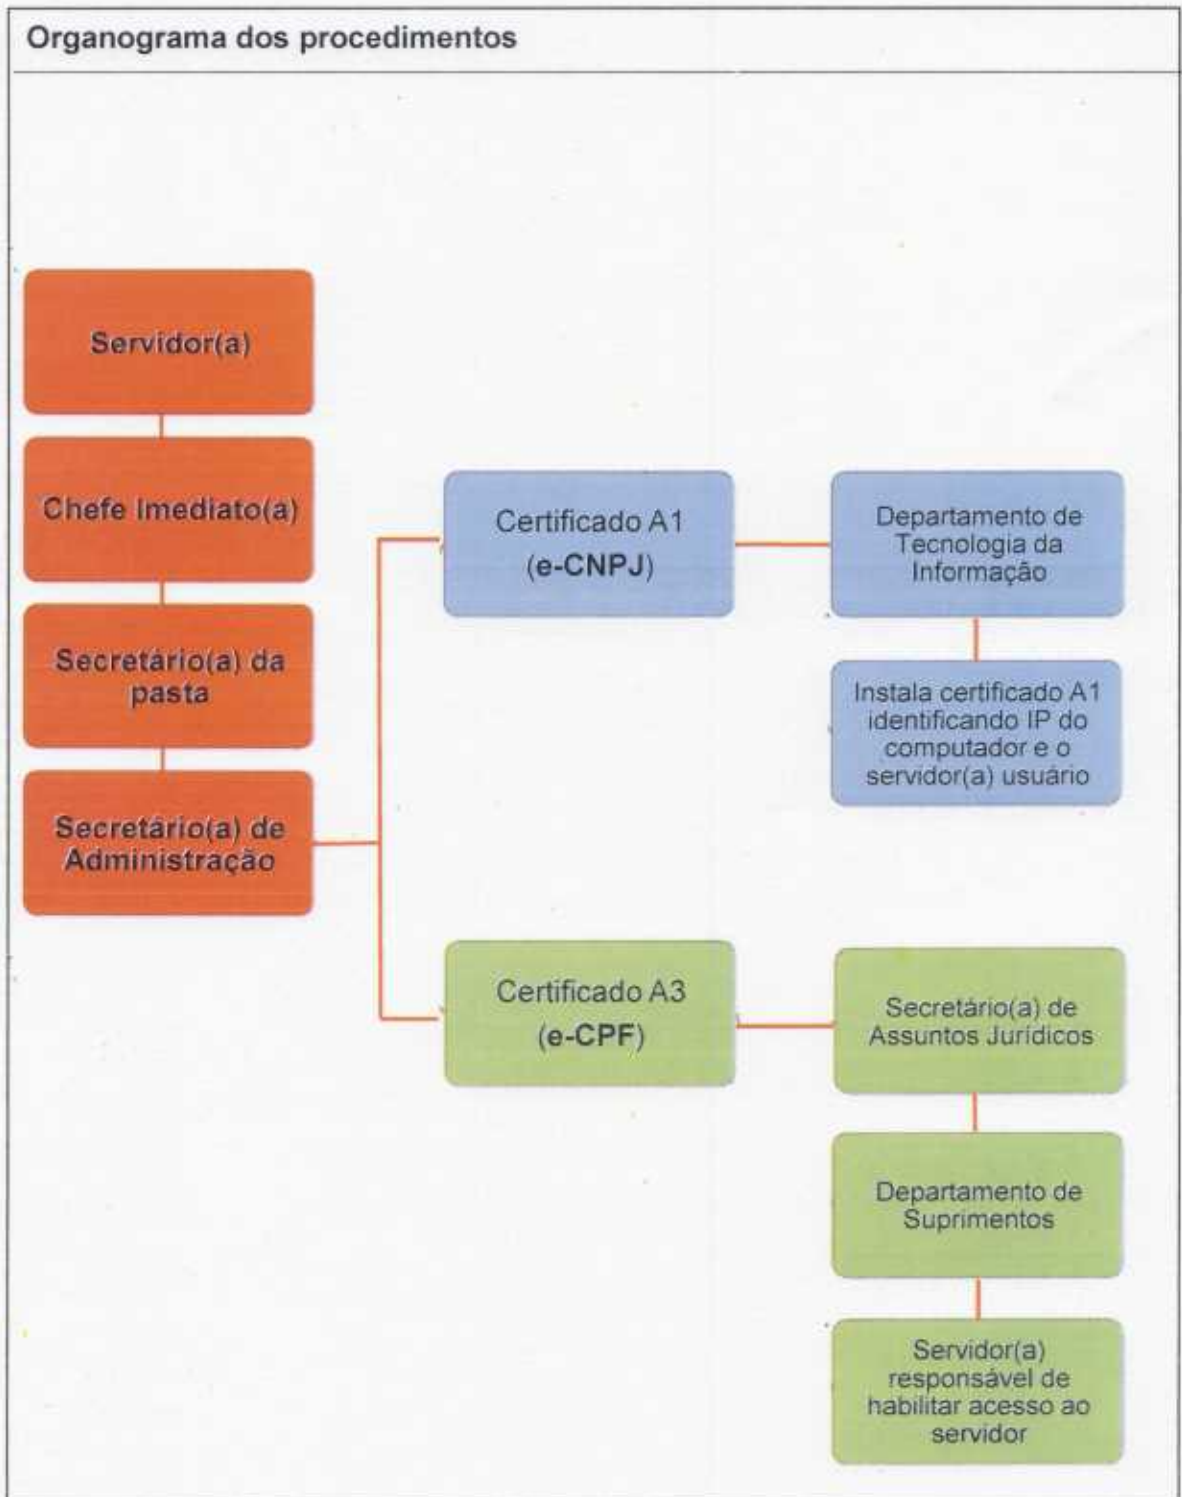 Organograma dos procedimentos
Servidor(a)
Chefe Imediato(a)
Secretário(a) da
pasta
Secretário(a) de
Administração
Certificado A1
(e-CNPJ)
Departamento de
Tecnologia da
Informação
Instala certificado A1
identificando IP do
computador e o
servidor(a) usuário
Certificado A3
(e-CPF)
Secretário(a) de
Assuntos Jurídicos
Departamento de
Suprimentos
Servidor(a)
responsável de
habilitar acesso ao
servidor